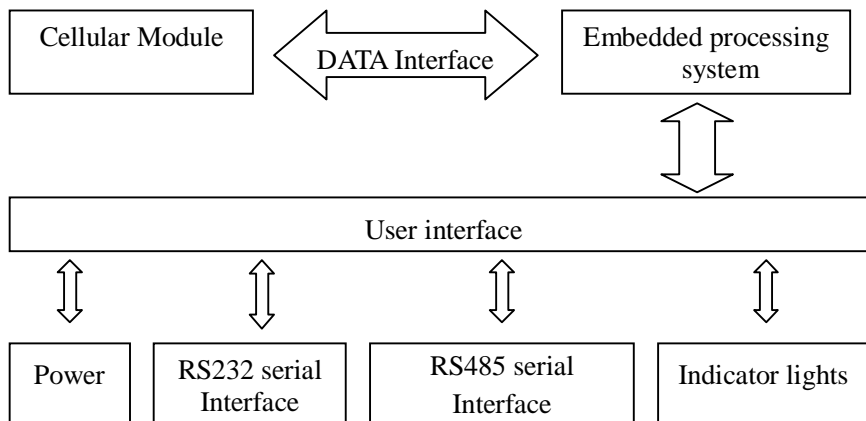 Cellular Module
DATA Interface
Embedded processing
system
User interface
Power
RS232 serial
Interface
RS485 serial
Interface
Indicator lights